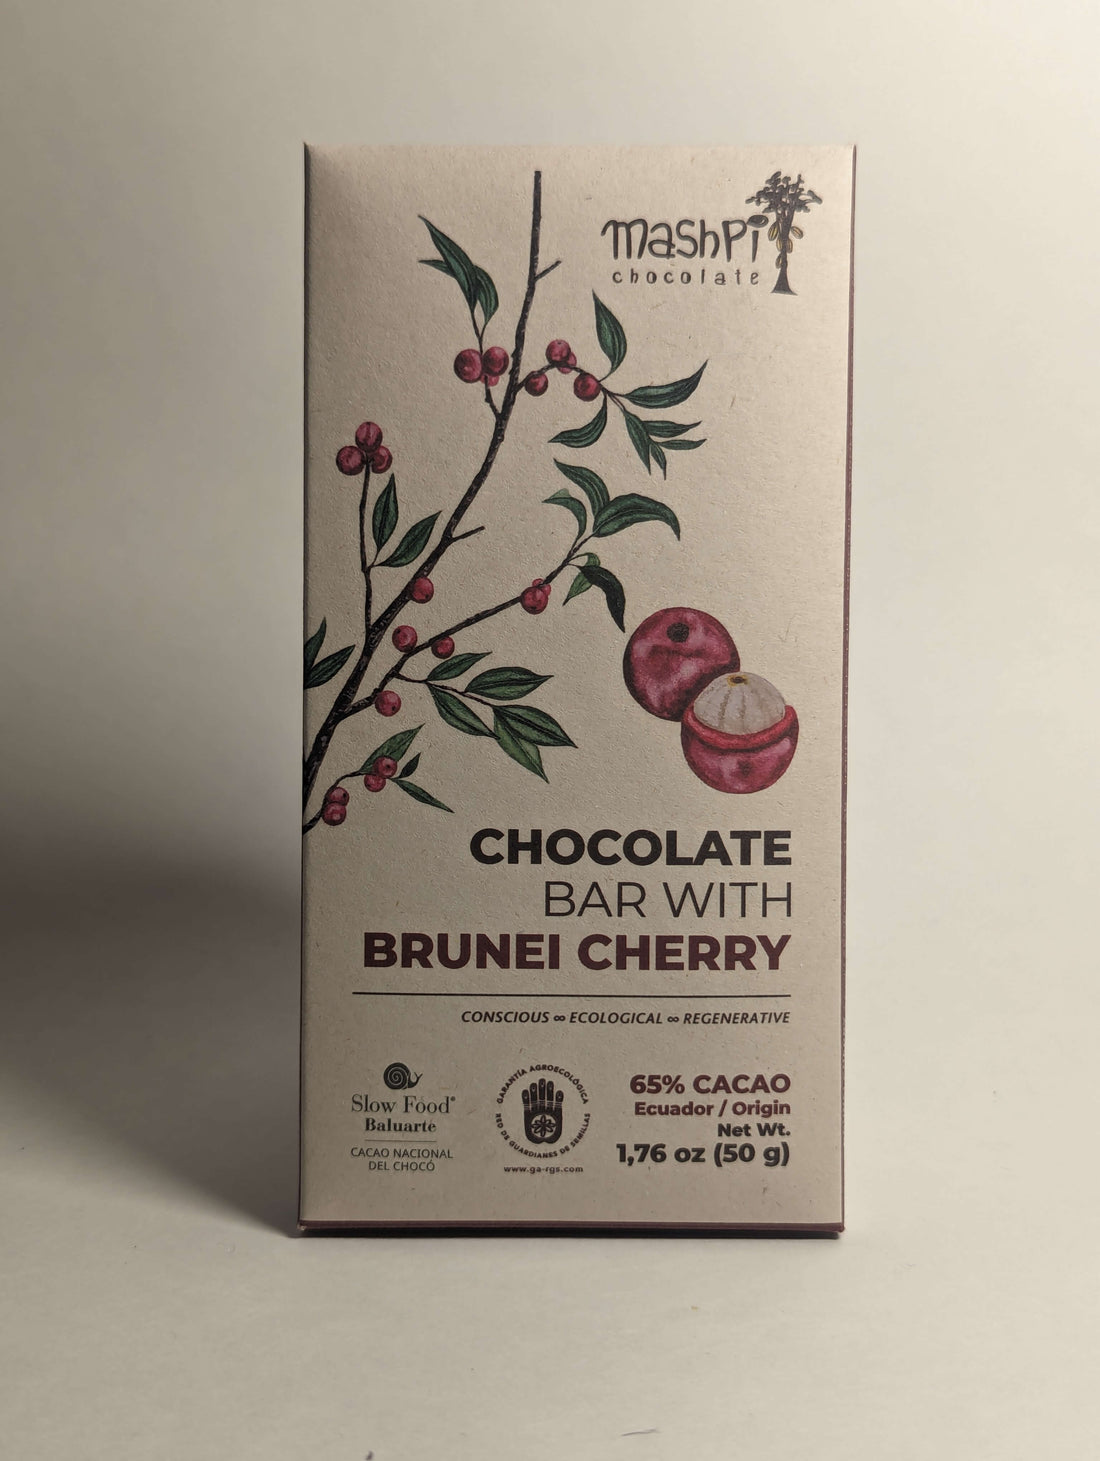 mashpi
chocolate
CHOCOLATE
BAR WITH
BRUNEI CHERRY
CONSCIOUS ∞ ECOLOGICAL ∞ REGENERATIVE
Slow Food®
Baluarte
CACAO NACIONAL
DEL CHOCÓ
GARANTÍA AGROECOLÓGICA
RED DE GUARDIANES DE SEMILLAS
www.ga-rgs.com
65% CACAO
Ecuador / Origin
Net Wt.
1,76 oz (50 g)